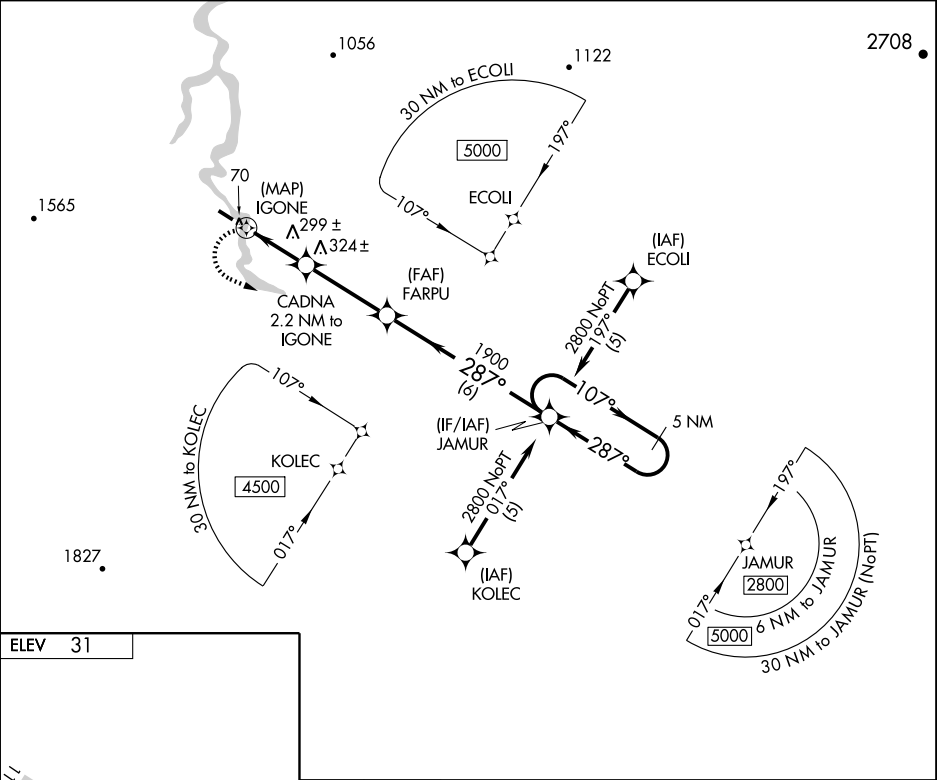 1056
1122
2708
30 NM to ECOLI
5000
197°
107°
ECOLI
1565
70
(MAP)
IGONE
299 ±
324 ±
CADNA
2.2 NM to
IGONE
(FAF)
FARPU
(IAF)
ECOLI
2800 NoPT
197°
(5)
1900
287°
(6)
107°
5 NM
287°
(IF/IAF)
JAMUR
2800 NoPT
017°
(5)
(IAF)
KOLEC
107°
30 NM to KOLEC
KOLEC
4500
017°
1827
197°
JAMUR
2800
017°
5000
6 NM to JAMUR
30 NM to JAMUR (NoPT)
ELEV 31